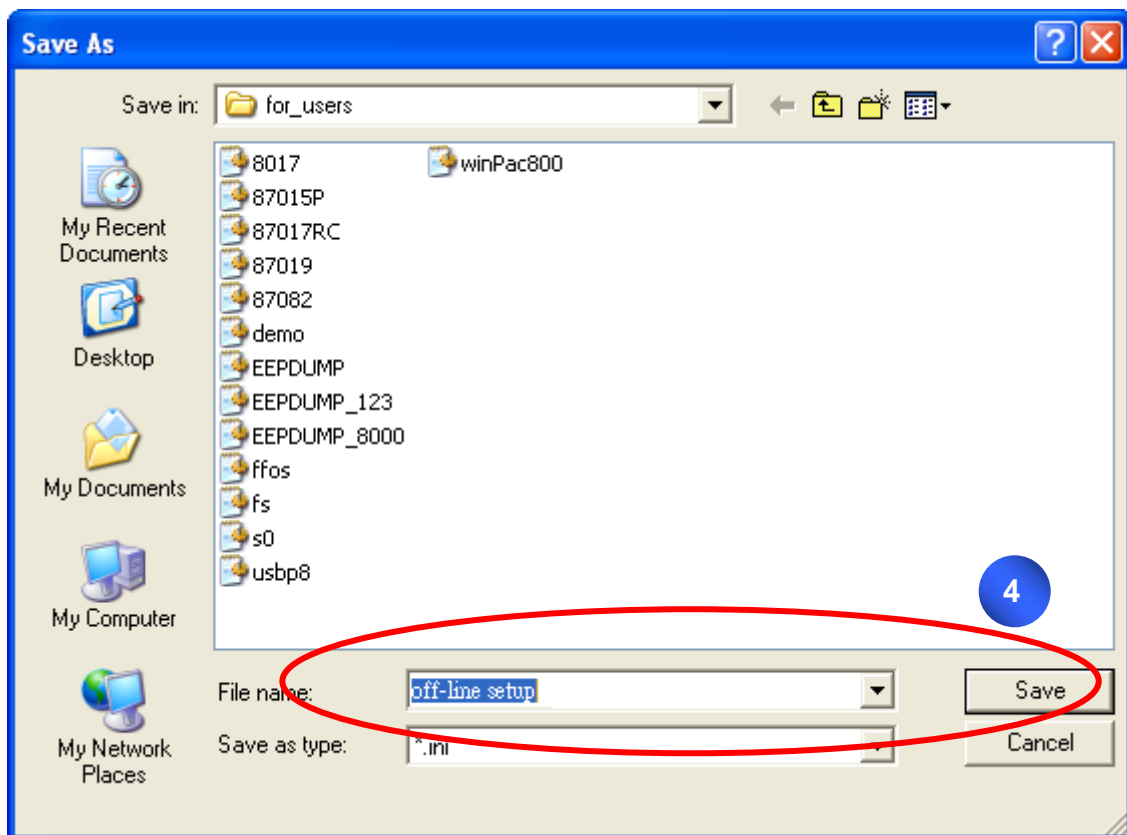 Save As
Save in: for_users
8017
87015P
87017RC
87019
87082
demo
EEPDUMP
EEPDUMP_123
EEPDUMP_8000
ffos
fs
s0
usbp8
winPac800
My Recent
Documents
Desktop
My Documents
My Computer
My Network
Places
4
File name: off-line setup
Save
Save as type: *.ini
Cancel